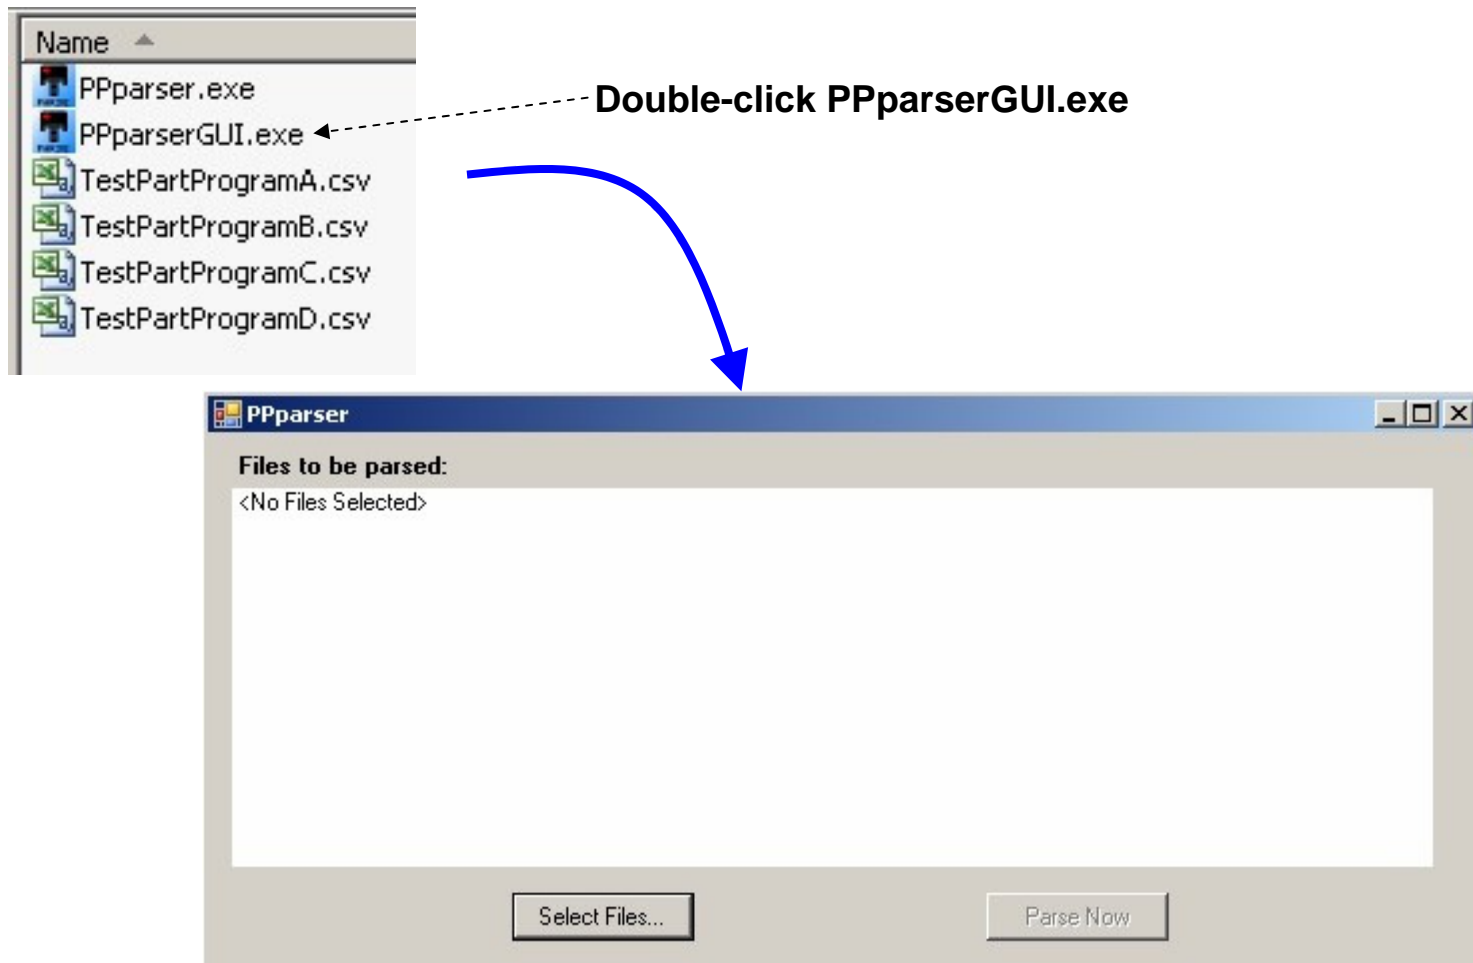 Name
PPparser.exe
PPparserGUI.exe
Double-click PPparserGUI.exe
TestPartProgramA.csv
TestPartProgramB.csv
TestPartProgramC.csv
TestPartProgramD.csv
PPparser
Files to be parsed:
<No Files Selected>
Select Files...
Parse Now